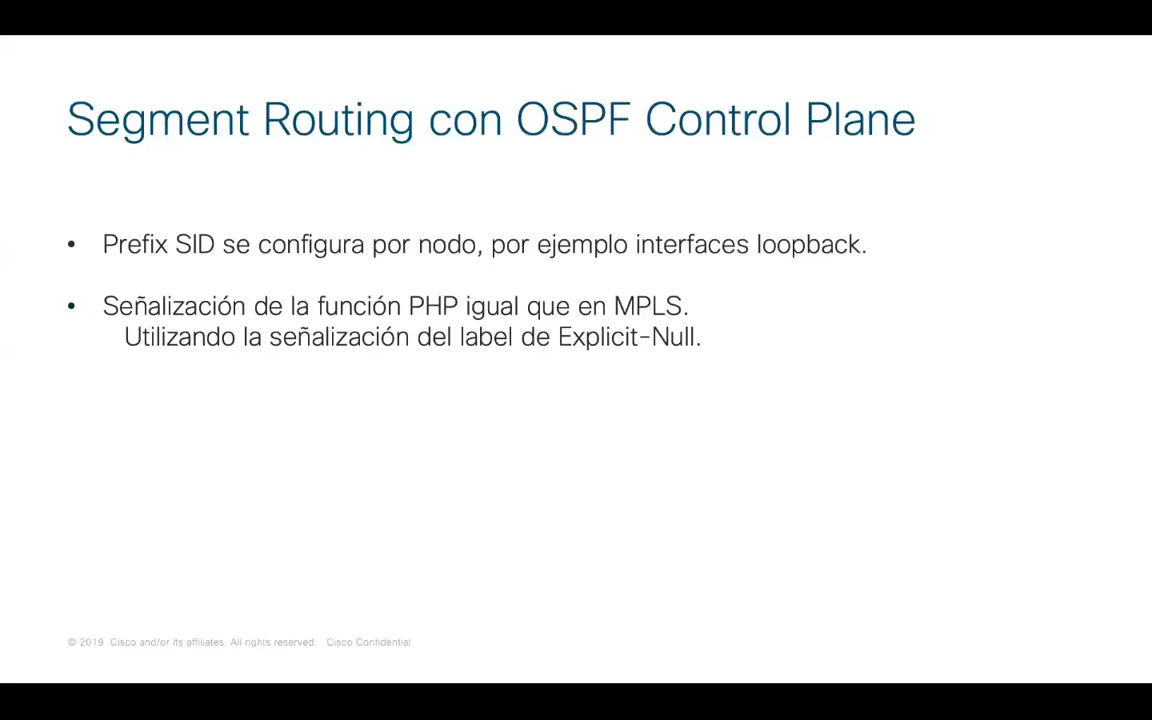 Segment Routing con OSPF Control Plane
• Prefix SID se configura por nodo, por ejemplo interfaces loopback.
• Señalización de la función PHP igual que en MPLS.
Utilizando la señalización del label de Explicit-Null.
© 2019 Cisco and/or its affiliates. All rights reserved. Cisco Confidential